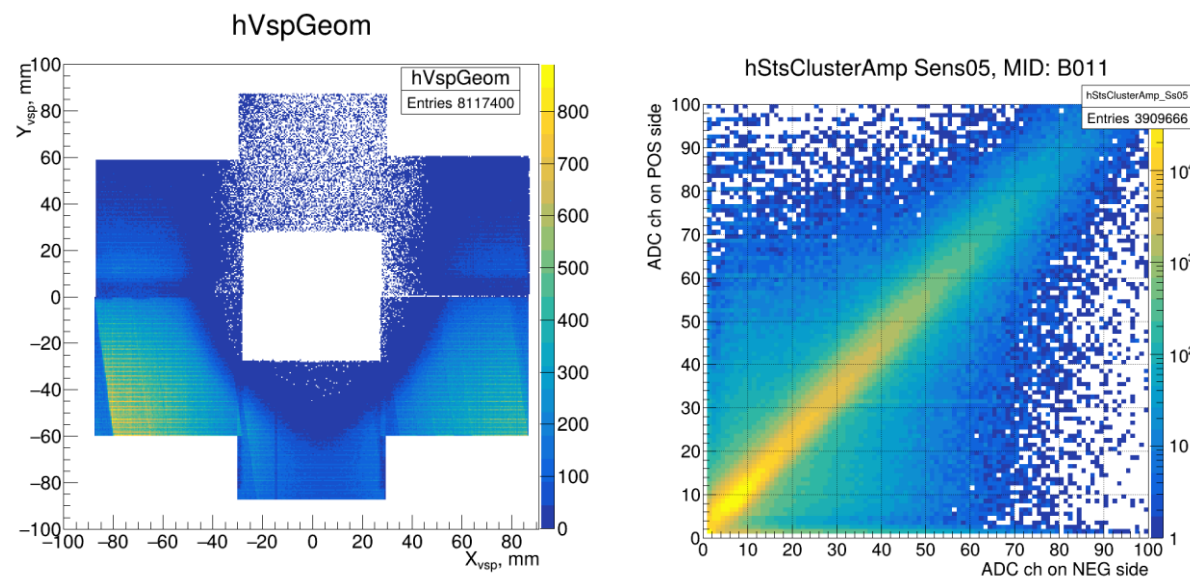 hVspGeom
hVspGeom
Entries 8117400
Y_vsp, mm
100
80
60
40
20
0
−20
−40
−60
−80
−100
−100 −80 −60 −40 −20 0 20 40 60 80
X_vsp, mm
800
700
600
500
400
300
200
100
0
hStsClusterAmp Sens05, MID: B011
hStsClusterAmp_Ss05
Entries 3909666
ADC ch on POS side
100
90
80
70
60
50
40
30
20
10
0
0 10 20 30 40 50 60 70 80 90 100
ADC ch on NEG side
10
1